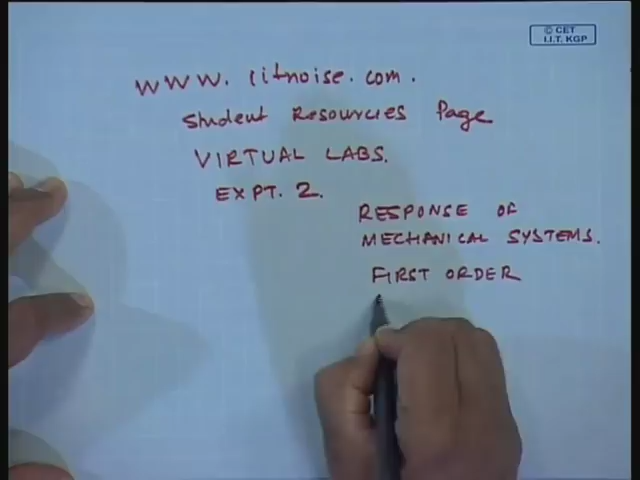 © CET
I.I.T. KGP
www.iitnoise.com.
Student Resources Page
VIRTUAL LABS.
EXPT. 2.
RESPONSE OF
MECHANICAL SYSTEMS.
FIRST ORDER